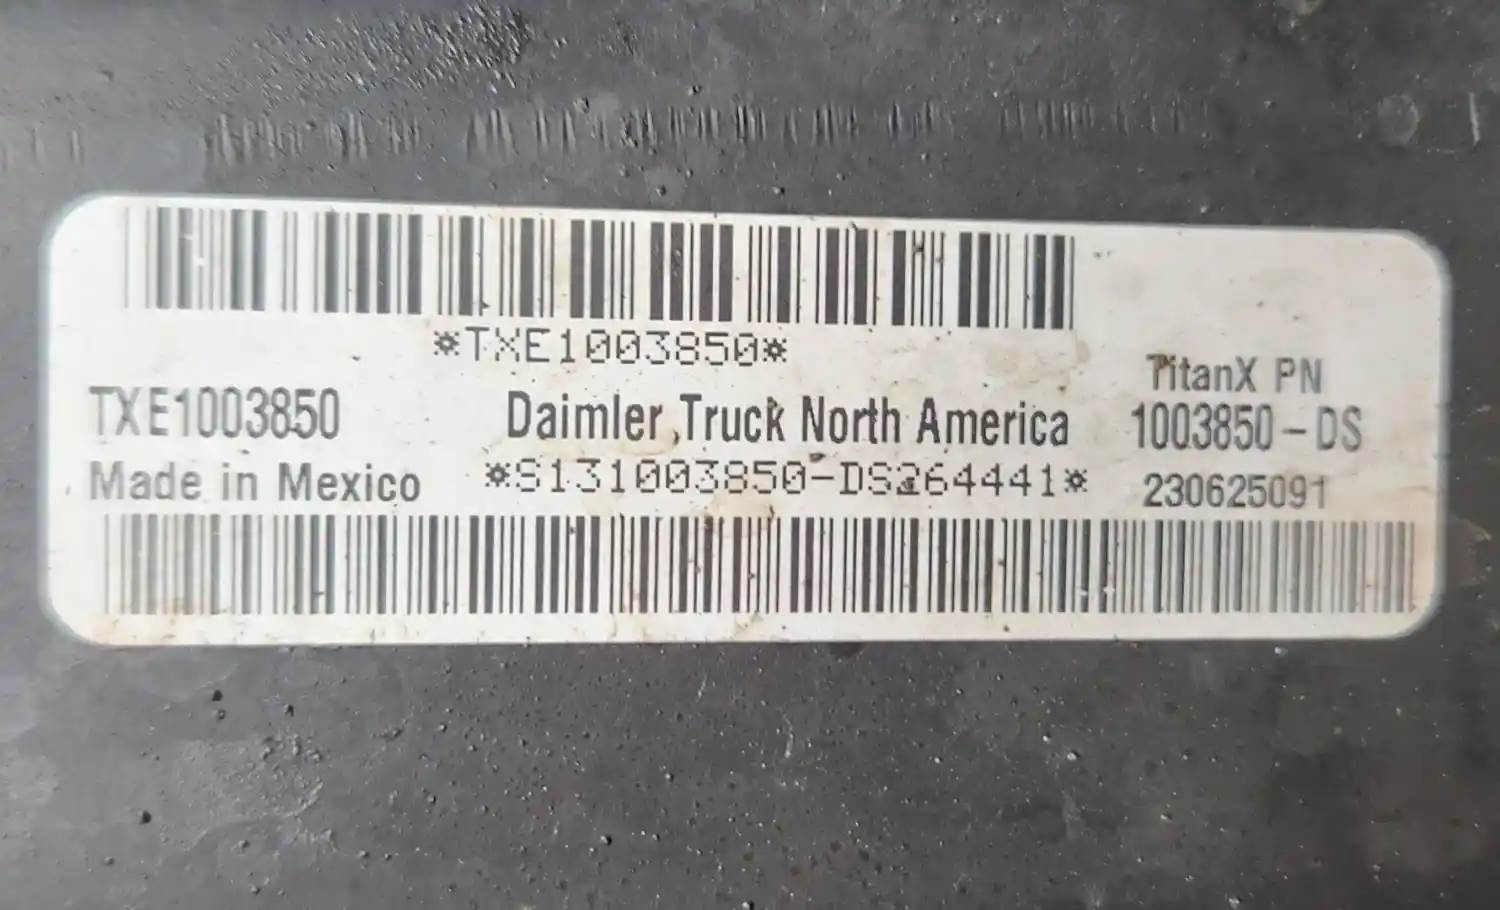 *TXE1003850*
TXE1003850
Daimler Truck North America
TitanX PN
1003850-DS
Made in Mexico
*S131003850-DS264441*
230625091